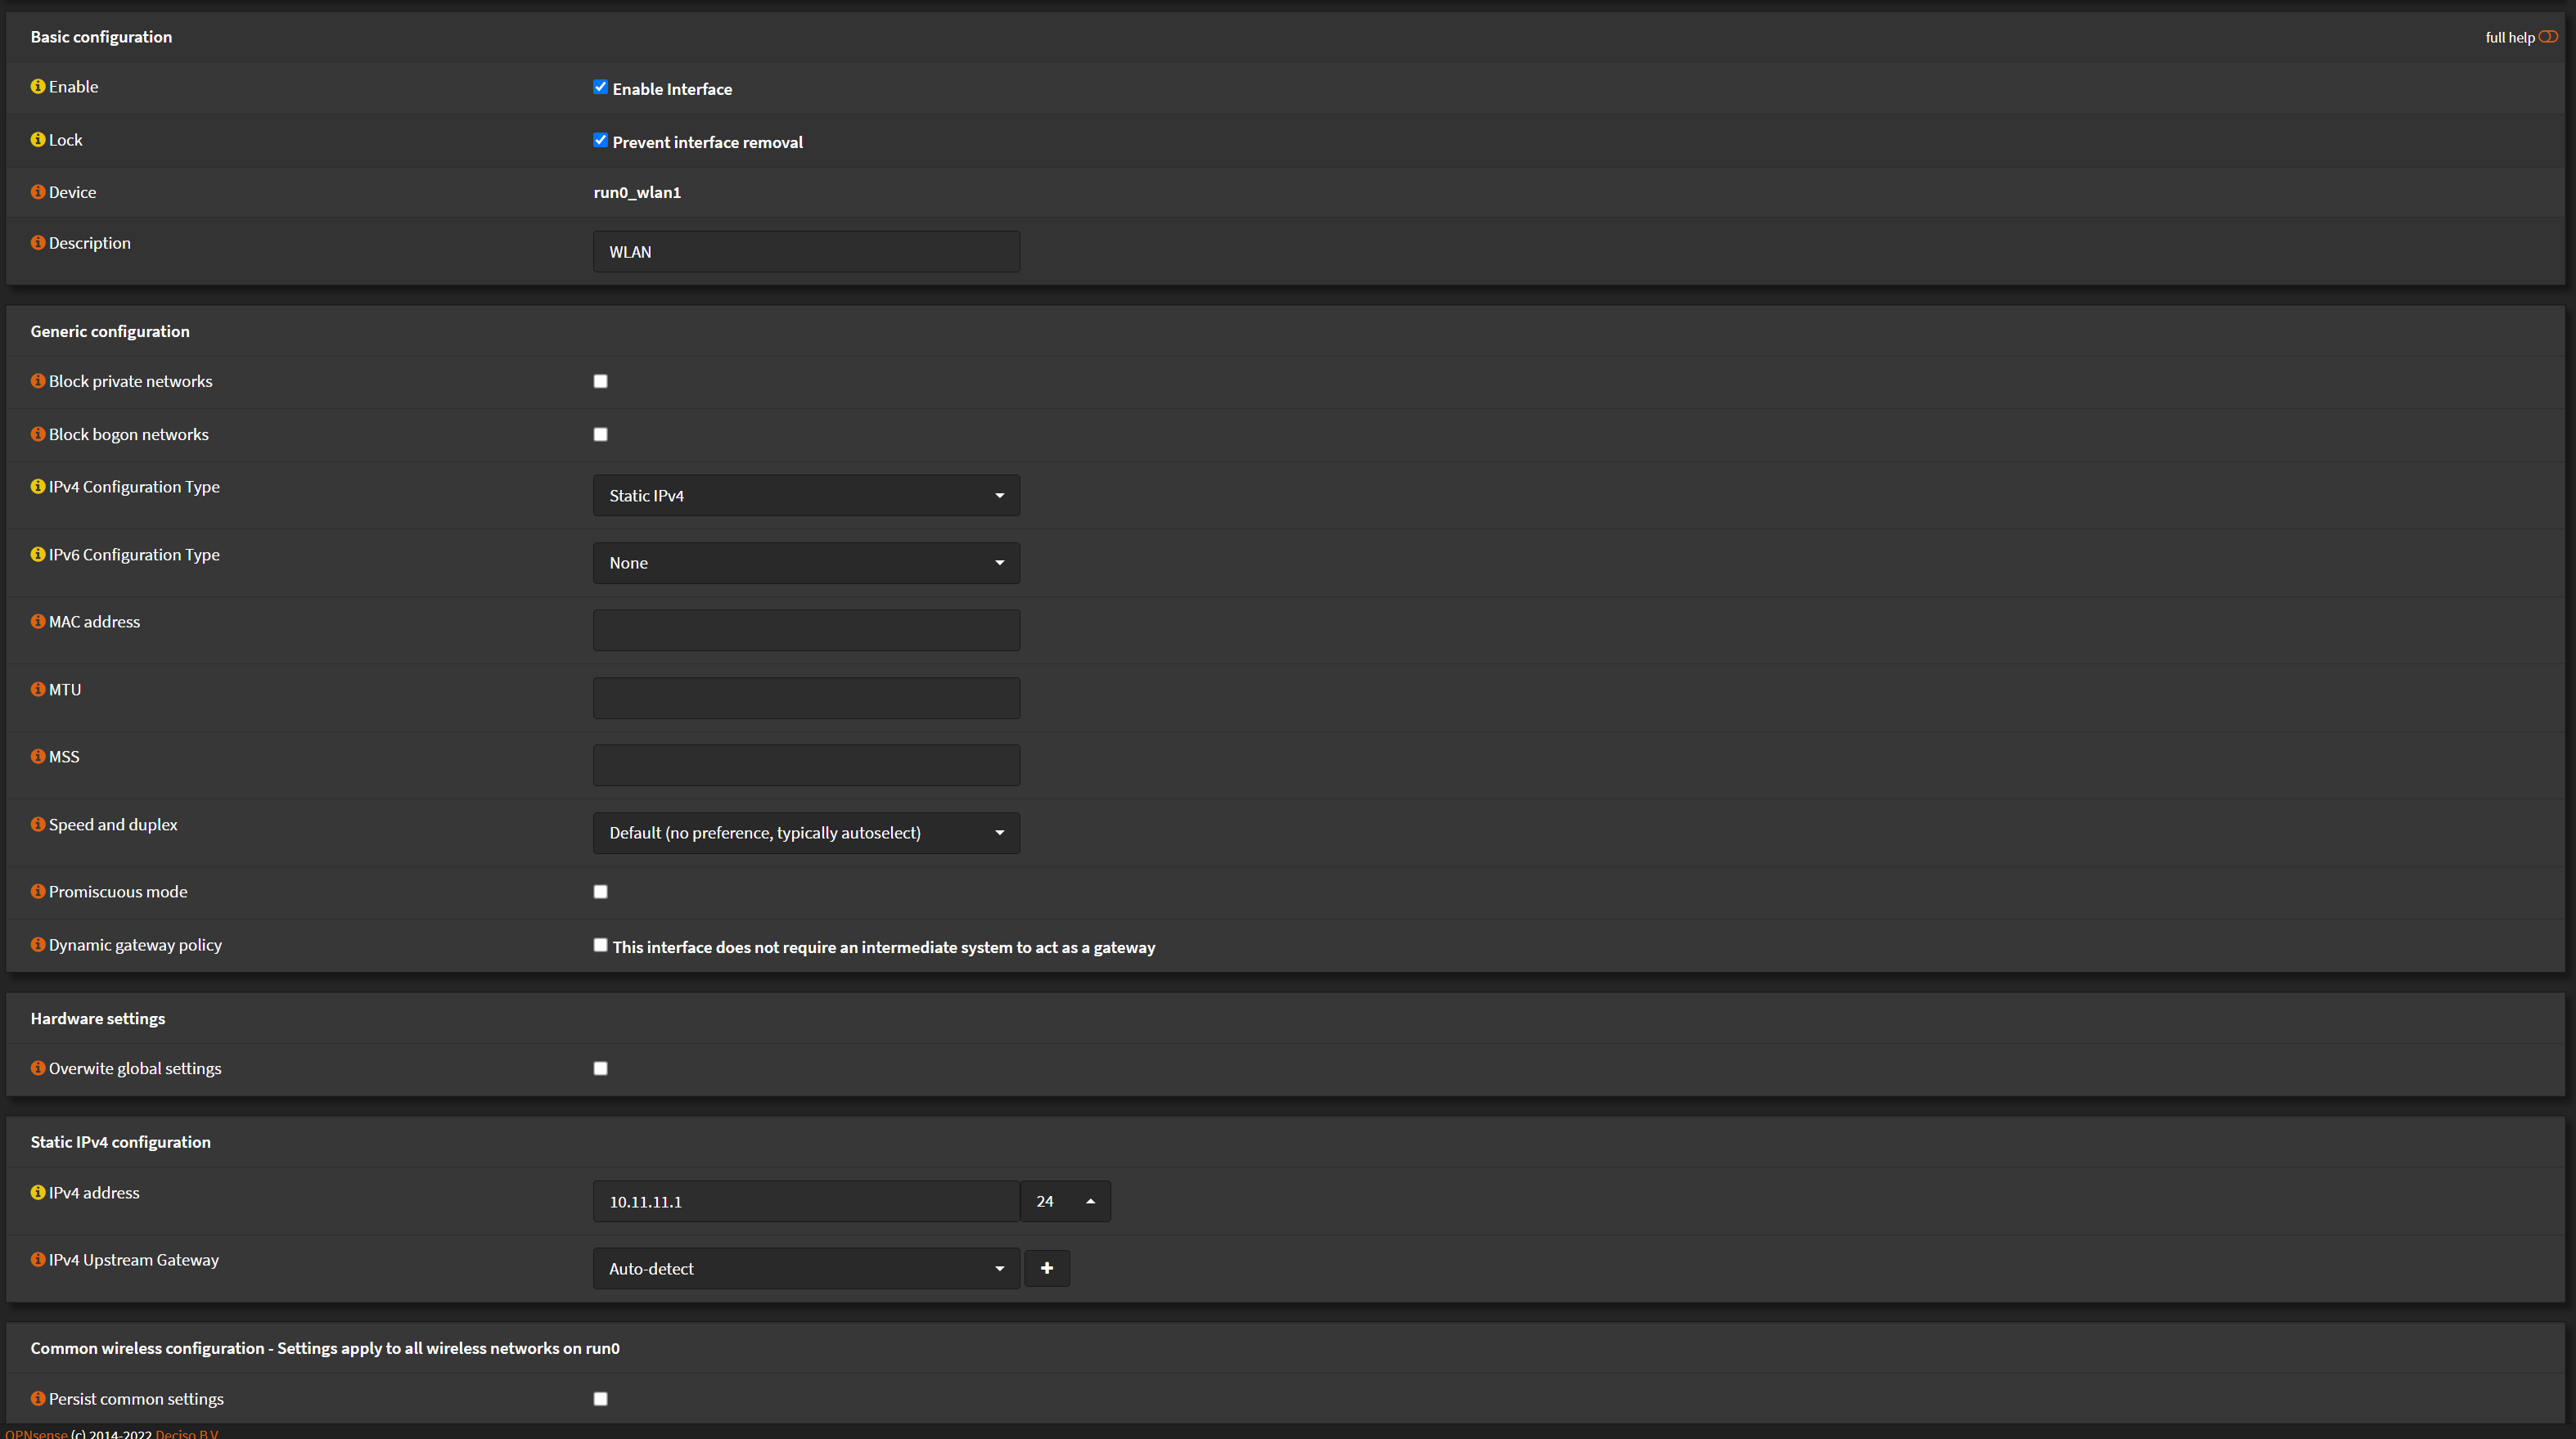 Basic configuration
full help
Enable
Enable Interface
Lock
Prevent interface removal
Device
run0_wlan1
Description
WLAN
Generic configuration
Block private networks
Block bogon networks
IPv4 Configuration Type
Static IPv4
IPv6 Configuration Type
None
MAC address
MTU
MSS
Speed and duplex
Default (no preference, typically autoselect)
Promiscuous mode
Dynamic gateway policy
This interface does not require an intermediate system to act as a gateway
Hardware settings
Overwite global settings
Static IPv4 configuration
IPv4 address
10.11.11.1
24
IPv4 Upstream Gateway
Auto-detect
Common wireless configuration - Settings apply to all wireless networks on run0
Persist common settings
OPNsense (c) 2014-2022 Deciso B.V.